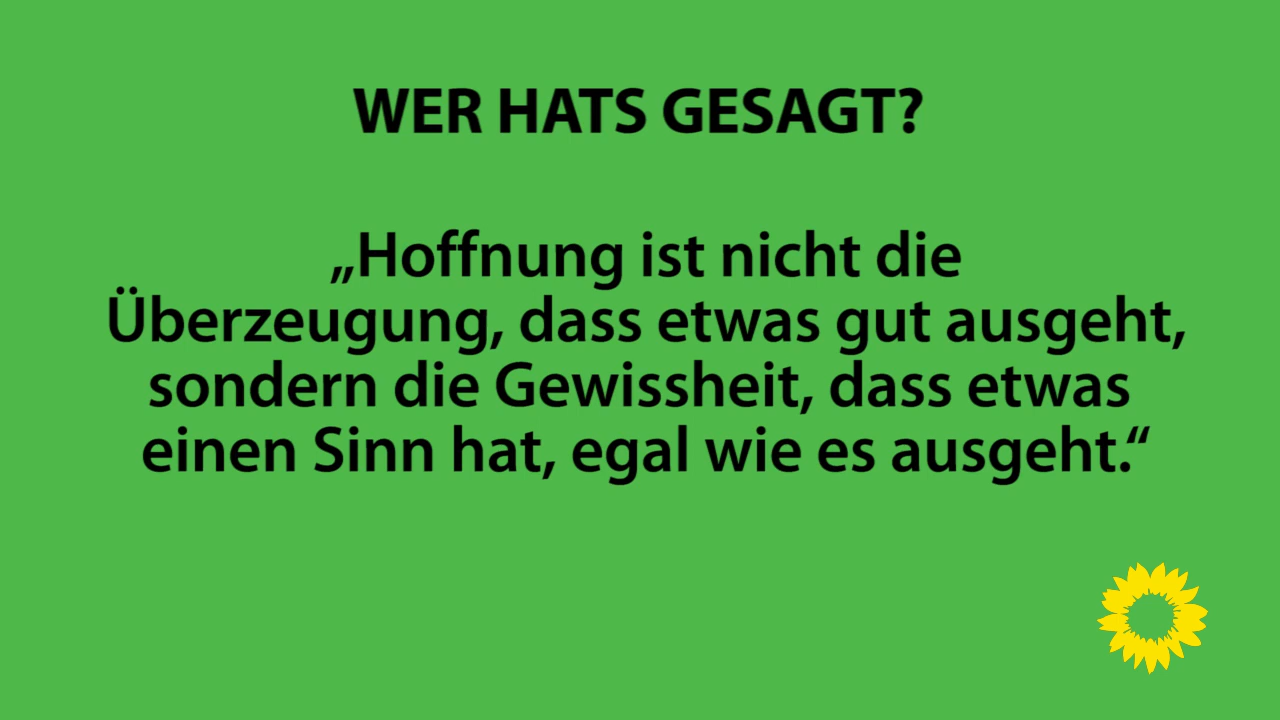 WER HATS GESAGT?
„Hoffnung ist nicht die
Überzeugung, dass etwas gut ausgeht,
sondern die Gewissheit, dass etwas
einen Sinn hat, egal wie es ausgeht.“